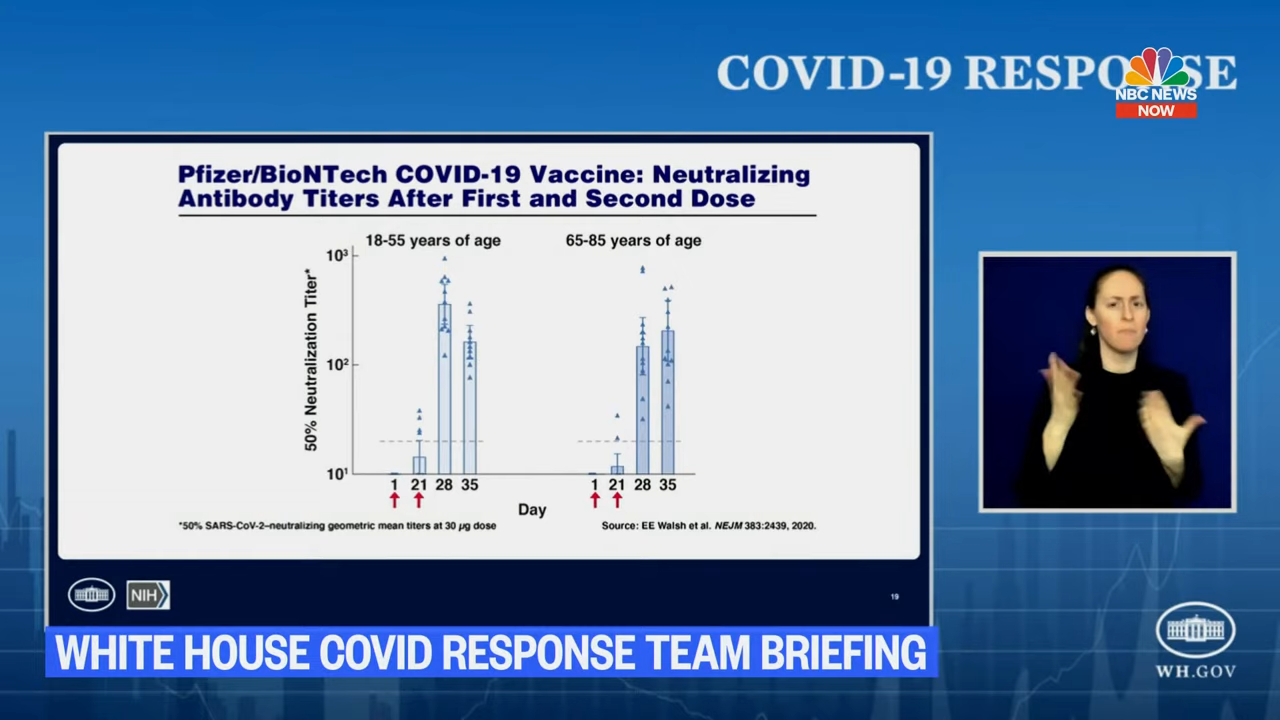 COVID-19 RESPONSE
NBC NEWS
NOW
Pfizer/BioNTech COVID-19 Vaccine: Neutralizing
Antibody Titers After First and Second Dose
18-55 years of age
65-85 years of age
50% Neutralization Titer*
10³
10²
10¹
1 21 28 35
1 21 28 35
Day
*50% SARS-CoV-2–neutralizing geometric mean titers at 30 µg dose
Source: EE Walsh et al. NEJM 383:2439, 2020.
NIH
19
WHITE HOUSE COVID RESPONSE TEAM BRIEFING
WH.GOV